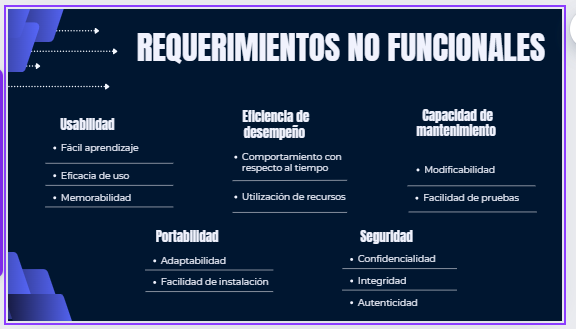 REQUERIMIENTOS NO FUNCIONALES
Usabilidad
• Fácil aprendizaje
• Eficacia de uso
• Memorabilidad
Eficiencia de
desempeño
• Comportamiento con
respecto al tiempo
• Utilización de recursos
Capacidad de
mantenimiento
• Modificabilidad
• Facilidad de pruebas
Portabilidad
• Adaptabilidad
• Facilidad de instalación
Seguridad
• Confidencialidad
• Integridad
• Autenticidad